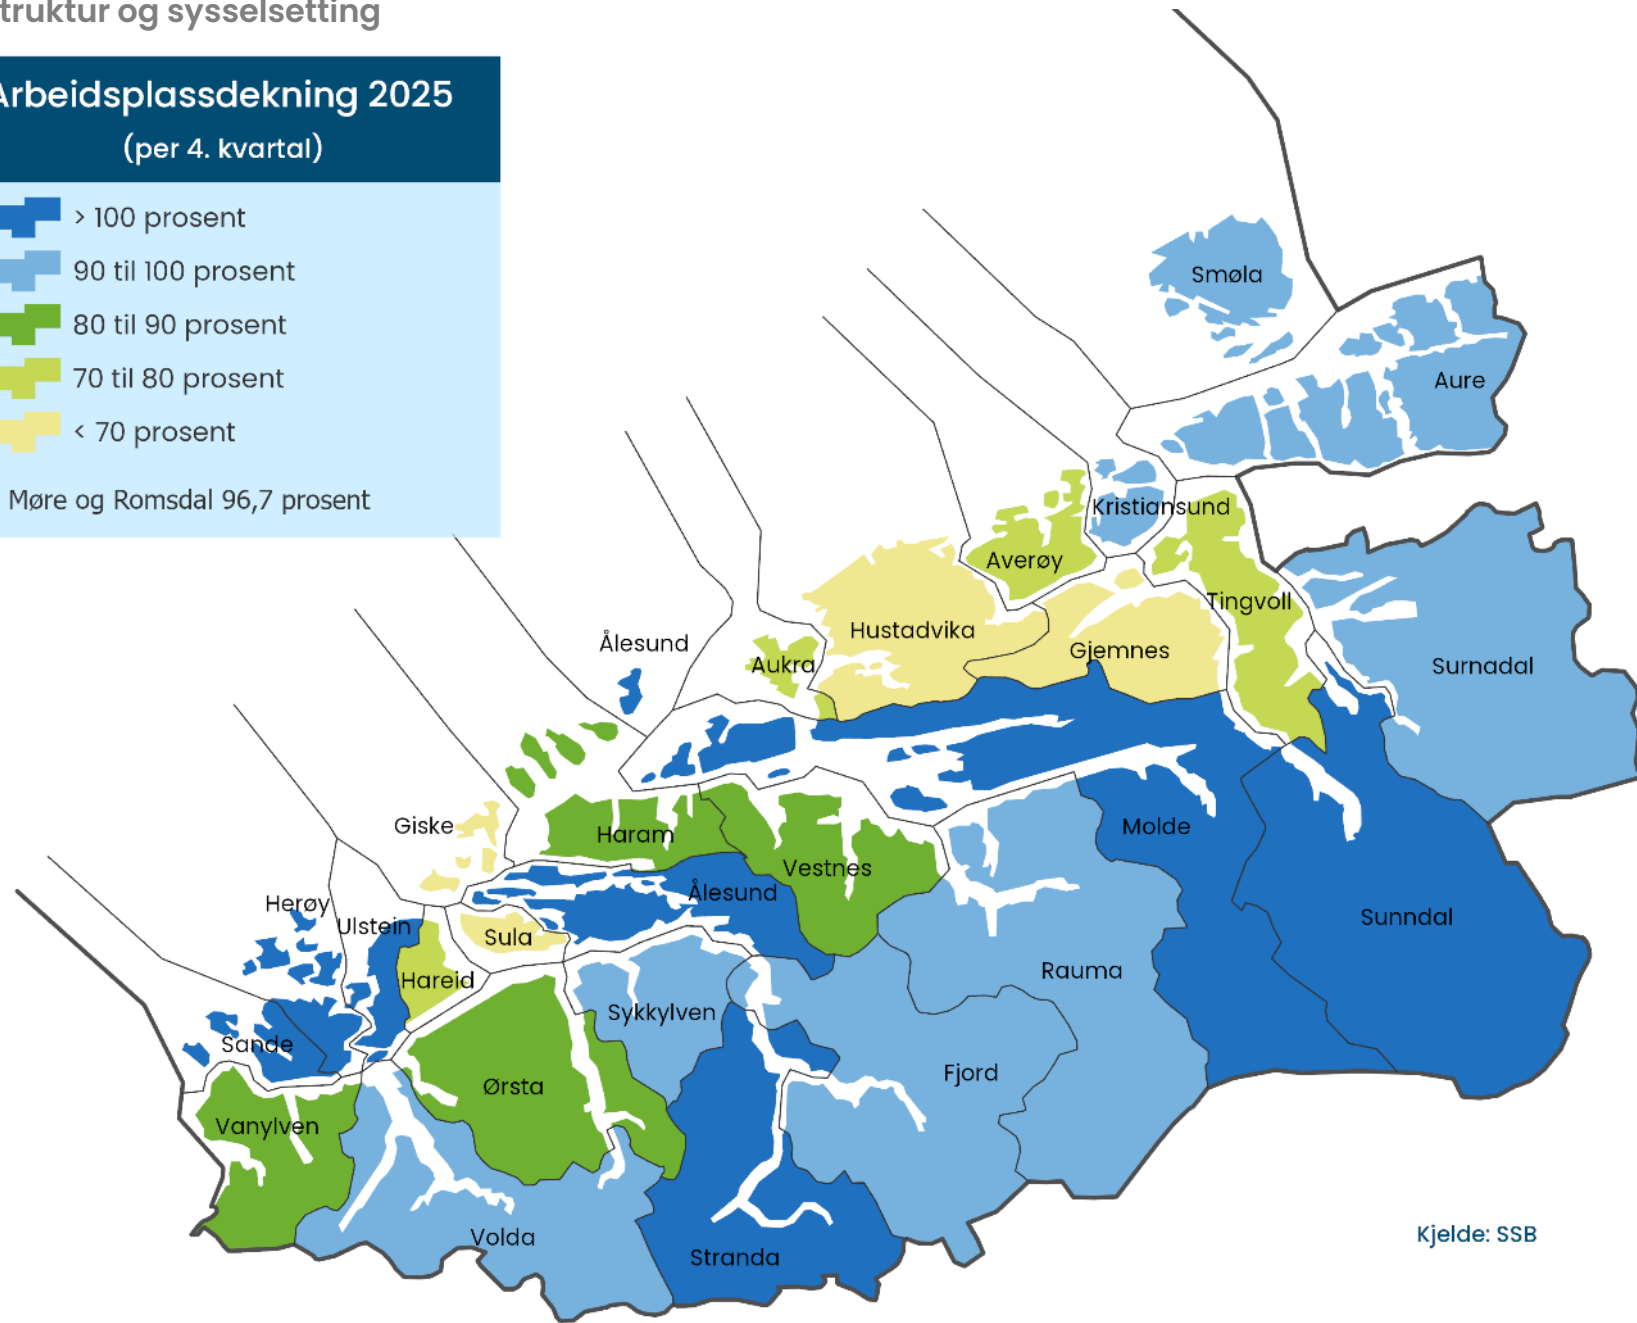 truktur og sysselsetting
Arbeidsplassdekning 2025
(per 4. kvartal)
> 100 prosent
90 til 100 prosent
80 til 90 prosent
70 til 80 prosent
< 70 prosent
Møre og Romsdal 96,7 prosent
Smøla
Aure
Kristiansund
Averøy
Tingvoll
Hustadvika
Gjemnes
Ålesund
Aukra
Surnadal
Giske
Haram
Molde
Vestnes
Ålesund
Herøy
Ulstein
Sula
Sunndal
Hareid
Rauma
Sykkylven
Sande
Fjord
Ørsta
Vanylven
Volda
Stranda
Kjelde: SSB